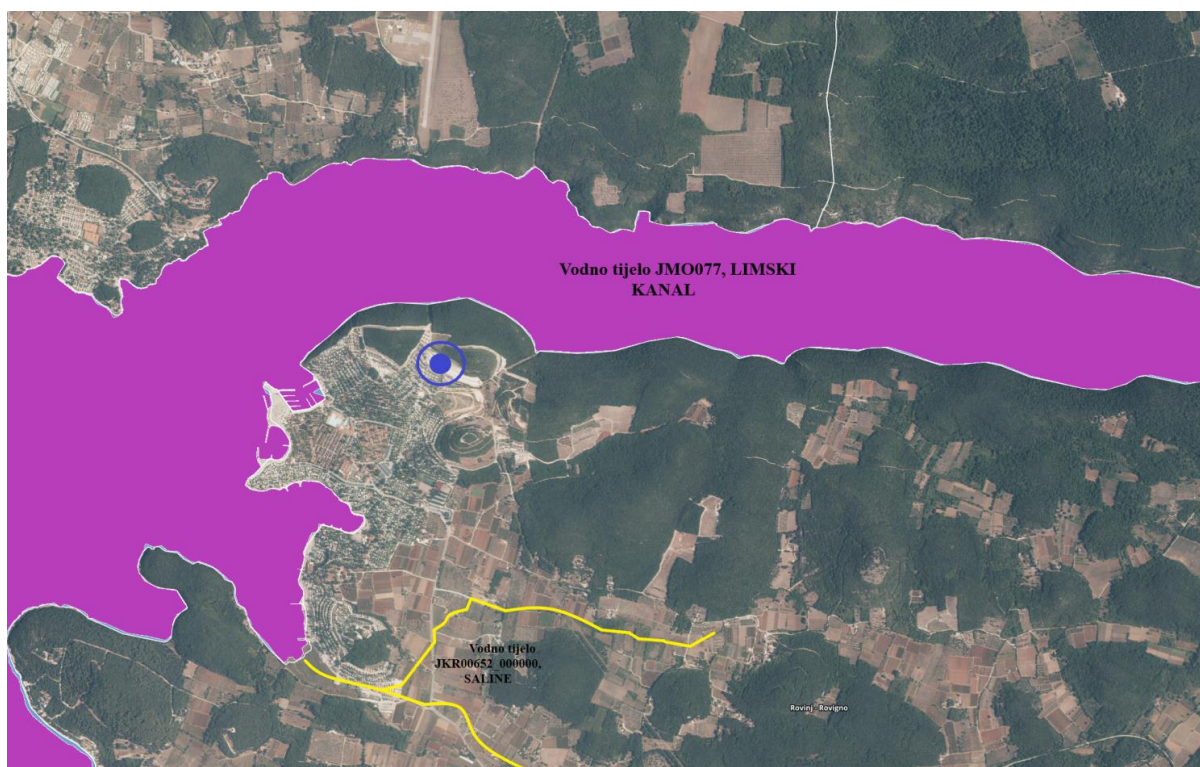 Vodno tijelo JMO077, LIMSKI
KANAL
Vodno tijelo
JKR00652_000000,
SALINE
Rovinj - Rovigno